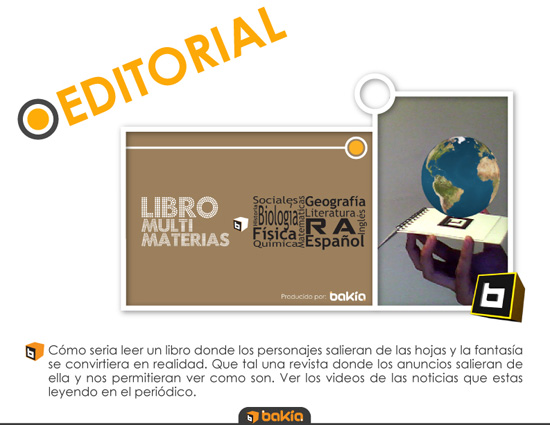 EDITORIAL
LIBRO
MULTI
MATERIAS
Sociales
Biología
Física
Química
Matemáticas
Geografía
Literatura
RA
Inglés
Español
Producido por: bakía
Cómo seria leer un libro donde los personajes salieran de las hojas y la fantasía
se convirtiera en realidad. Que tal una revista donde los anuncios salieran de
ella y nos permitieran ver como son. Ver los videos de las noticias que estas
leyendo en el periódico.
bakía